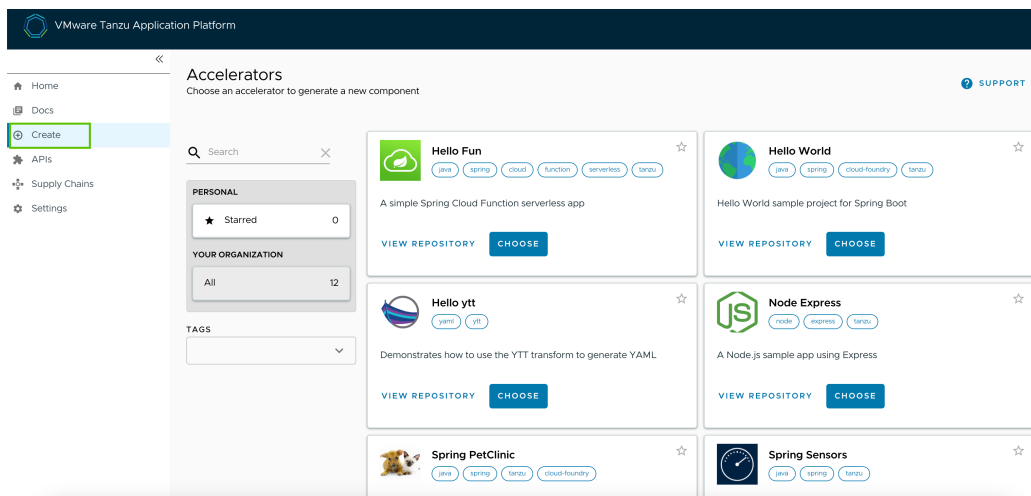 VMware Tanzu Application Platform
Home
Docs
Create
APIs
Supply Chains
Settings
Accelerators
Choose an accelerator to generate a new component
SUPPORT
Search
PERSONAL
Starred 0
YOUR ORGANIZATION
All 12
TAGS
Hello Fun
java spring cloud function serverless tanzu
A simple Spring Cloud Function serverless app
VIEW REPOSITORY CHOOSE
Hello World
java spring cloud-foundry tanzu
Hello World sample project for Spring Boot
VIEW REPOSITORY CHOOSE
Hello ytt
yaml ytt
Demonstrates how to use the YTT transform to generate YAML
VIEW REPOSITORY CHOOSE
JS
Node Express
node express tanzu
A Node.js sample app using Express
VIEW REPOSITORY CHOOSE
Spring PetClinic
java spring tanzu cloud-foundry
Spring Sensors
java spring tanzu